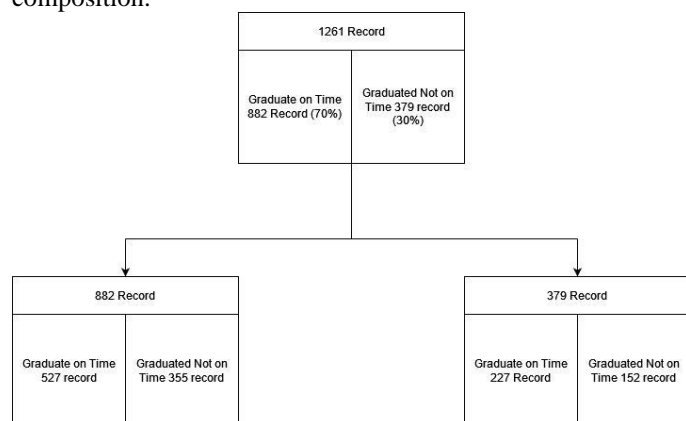 composition.
1261 Record
Graduate on Time
882 Record (70%)
Graduated Not on
Time 379 record
(30%)
882 Record
379 Record
Graduate on Time
527 record
Graduated Not on
Time 355 record
Graduate on Time
227 Record
Graduated Not on
Time 152 record